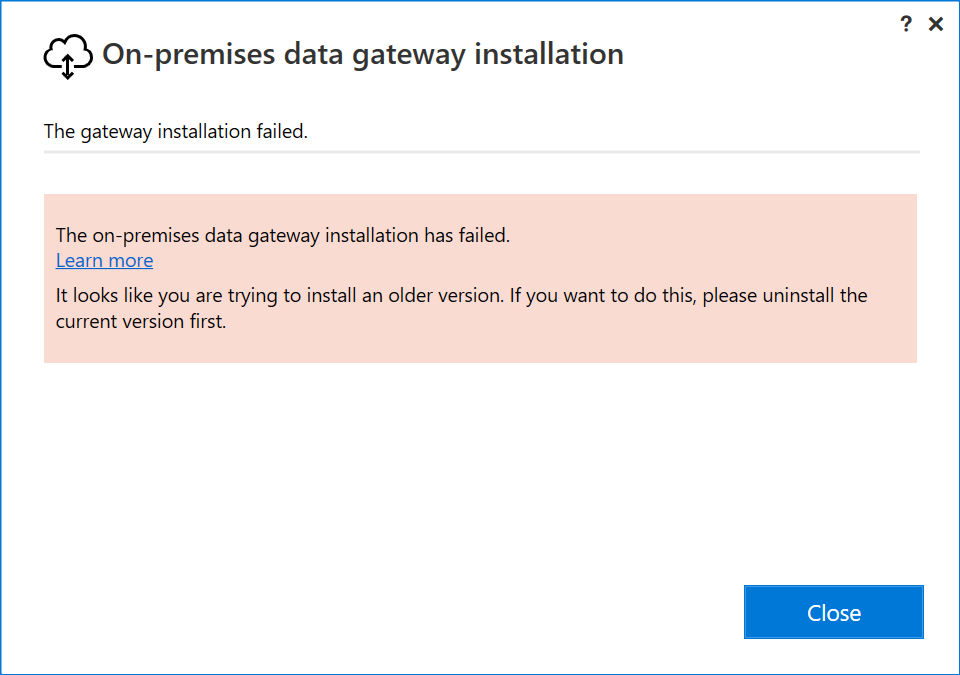 ?
On-premises data gateway installation
The gateway installation failed.
The on-premises data gateway installation has failed.
Learn more
It looks like you are trying to install an older version. If you want to do this, please uninstall the
current version first.
Close